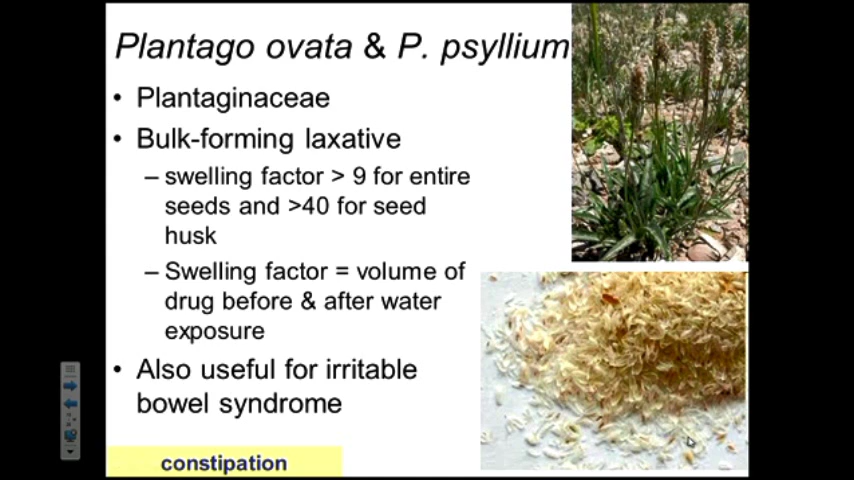 Plantago ovata & P. psyllium
• Plantaginaceae
• Bulk-forming laxative
– swelling factor > 9 for entire
seeds and >40 for seed
husk
– Swelling factor = volume of
drug before & after water
exposure
• Also useful for irritable
bowel syndrome
constipation